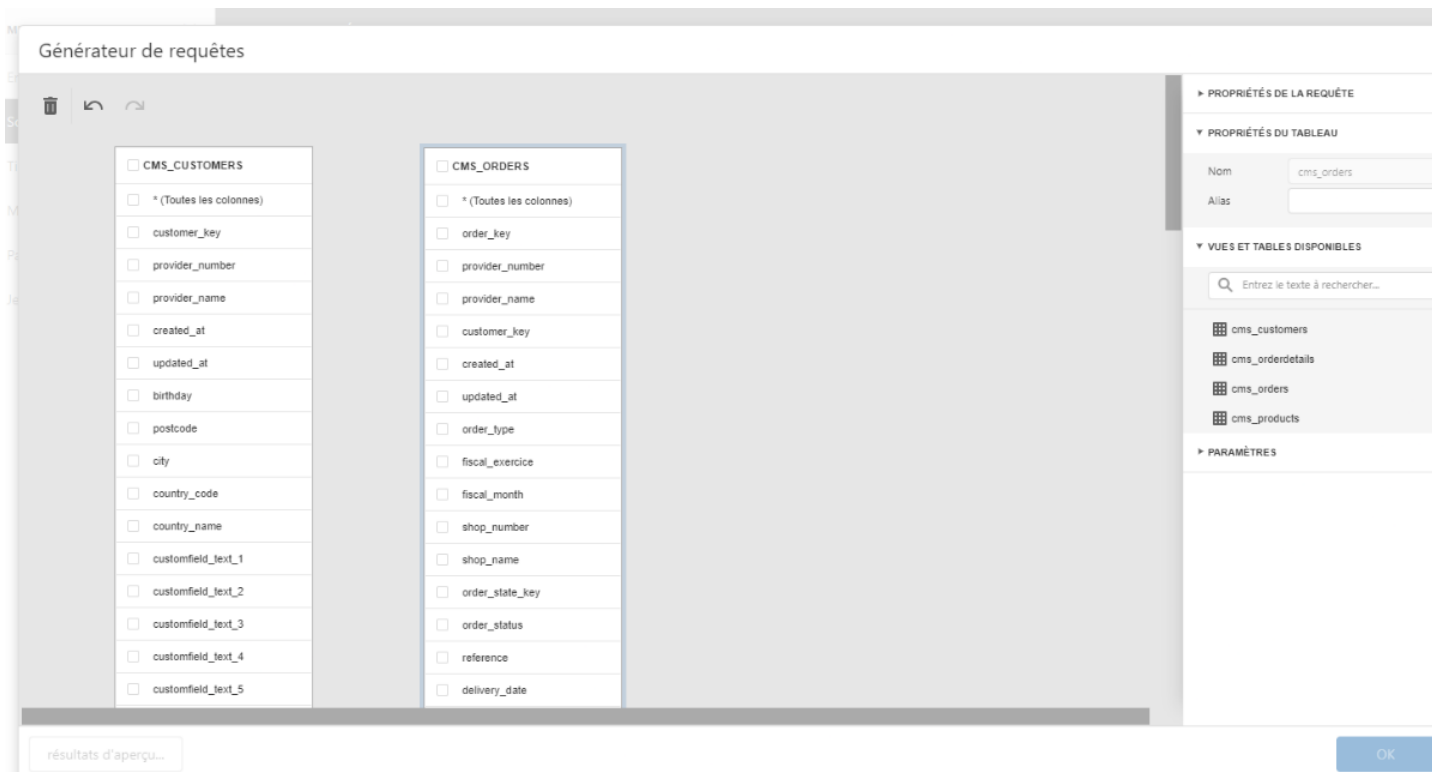 Générateur de requêtes
CMS_CUSTOMERS
* (Toutes les colonnes)
customer_key
provider_number
provider_name
created_at
updated_at
birthday
postcode
city
country_code
country_name
customfield_text_1
customfield_text_2
customfield_text_3
customfield_text_4
customfield_text_5
CMS_ORDERS
* (Toutes les colonnes)
order_key
provider_number
provider_name
customer_key
created_at
updated_at
order_type
fiscal_exercice
fiscal_month
shop_number
shop_name
order_state_key
order_status
reference
delivery_date
PROPRIÉTÉS DE LA REQUÊTE
PROPRIÉTÉS DU TABLEAU
Nom cms_orders
Alias
VUES ET TABLES DISPONIBLES
Entrez le texte à rechercher...
cms_customers
cms_orderdetails
cms_orders
cms_products
PARAMÈTRES
résultats d'aperçu...
OK